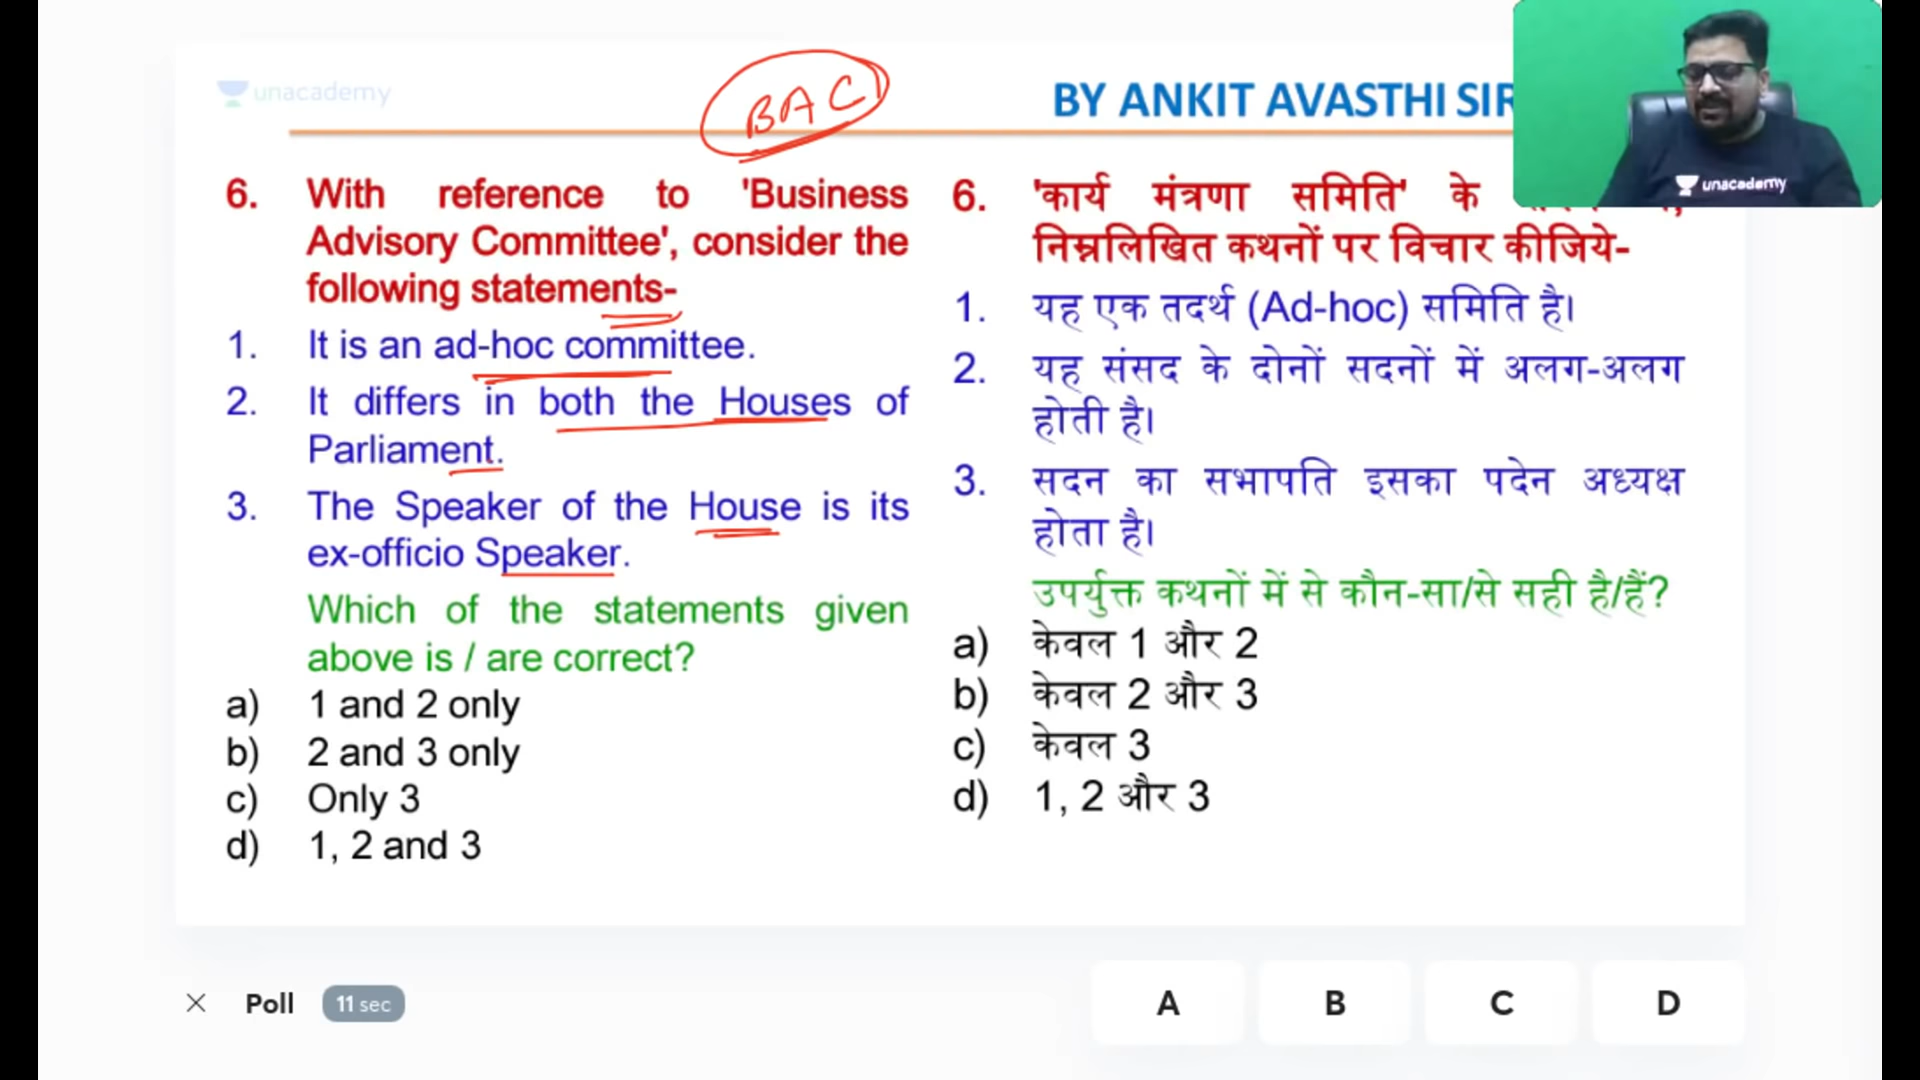 unacademy
BAC
BY ANKIT AVASTHI SIR
unacademy
6. With reference to 'Business
Advisory Committee', consider the
following statements-
1. It is an ad-hoc committee.
2. It differs in both the Houses of
Parliament.
3. The Speaker of the House is its
ex-officio Speaker.
Which of the statements given
above is / are correct?
a) 1 and 2 only
b) 2 and 3 only
c) Only 3
d) 1, 2 and 3
6. 'कार्य मंत्रणा समिति' के
निम्नलिखित कथनों पर विचार कीजिये-
1. यह एक तदर्थ (Ad-hoc) समिति है।
2. यह संसद के दोनों सदनों में अलग-अलग
होती है।
3. सदन का सभापति इसका पदेन अध्यक्ष
होता है।
उपर्युक्त कथनों में से कौन-सा/से सही है/हैं?
a) केवल 1 और 2
b) केवल 2 और 3
c) केवल 3
d) 1, 2 और 3
Poll 11 sec
A B C D